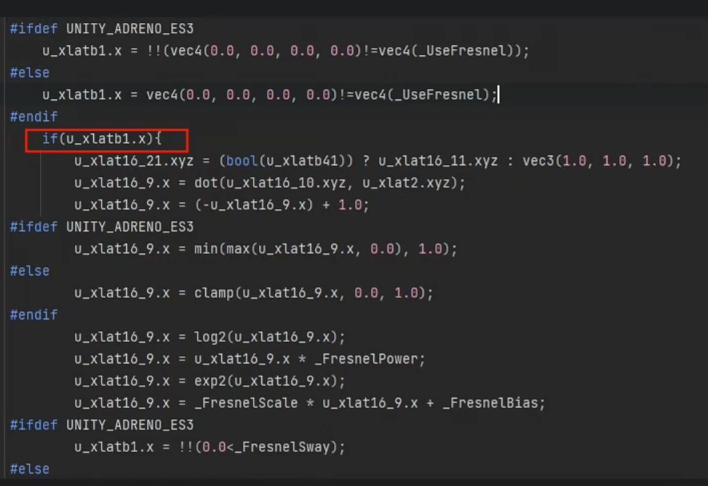 #ifdef UNITY_ADRENO_ES3
u_xlatb1.x = !!(vec4(0.0, 0.0, 0.0, 0.0)!=vec4(_UseFresnel));
#else
u_xlatb1.x = vec4(0.0, 0.0, 0.0, 0.0)!=vec4(_UseFresnel);
#endif
if(u_xlatb1.x){
u_xlat16_21.xyz = (bool(u_xlatb41)) ? u_xlat16_11.xyz : vec3(1.0, 1.0, 1.0);
u_xlat16_9.x = dot(u_xlat16_10.xyz, u_xlat2.xyz);
u_xlat16_9.x = (-u_xlat16_9.x) + 1.0;
#ifdef UNITY_ADRENO_ES3
u_xlat16_9.x = min(max(u_xlat16_9.x, 0.0), 1.0);
#else
u_xlat16_9.x = clamp(u_xlat16_9.x, 0.0, 1.0);
#endif
u_xlat16_9.x = log2(u_xlat16_9.x);
u_xlat16_9.x = u_xlat16_9.x * _FresnelPower;
u_xlat16_9.x = exp2(u_xlat16_9.x);
u_xlat16_9.x = _FresnelScale * u_xlat16_9.x + _FresnelBias;
#ifdef UNITY_ADRENO_ES3
u_xlatb1.x = !!(0.0<_FresnelSway);
#else